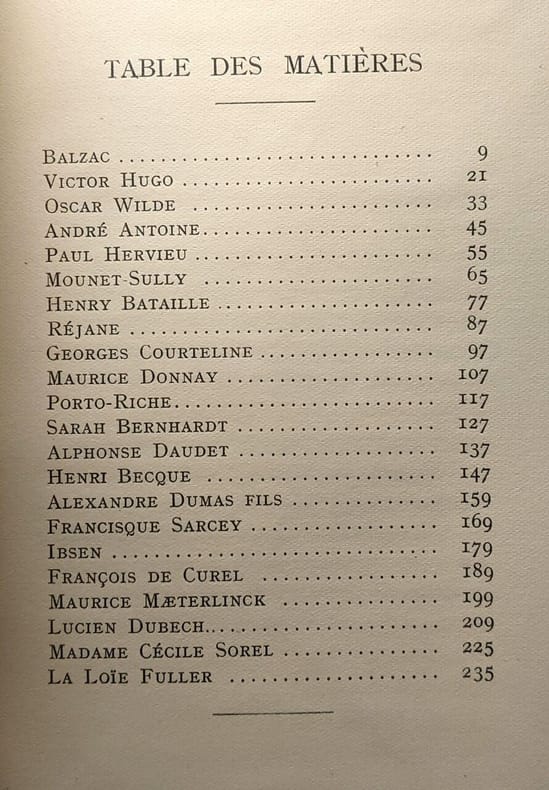 TABLE DES MATIÈRES
BALZAC .............................. 9
VICTOR HUGO ........................ 21
OSCAR WILDE ....................... 33
ANDRÉ ANTOINE...................... 45
PAUL HERVIEU ....................... 55
MOUNET-SULLY ...................... 65
HENRY BATAILLE ..................... 77
RÉJANE ............................. 87
GEORGES COURTELINE ................. 97
MAURICE DONNAY .................... 107
PORTO-RICHE......................... 117
SARAH BERNHARDT ................... 127
ALPHONSE DAUDET ................... 137
HENRI BECQUE ...................... 147
ALEXANDRE DUMAS FILS .............. 159
FRANCISQUE SARCEY .................. 169
IBSEN ............................... 179
FRANÇOIS DE CUREL ................. 189
MAURICE MÆTERLINCK ............... 199
LUCIEN DUBECH...................... 209
MADAME CÉCILE SOREL ............... 225
LA LOÏE FULLER .................... 235